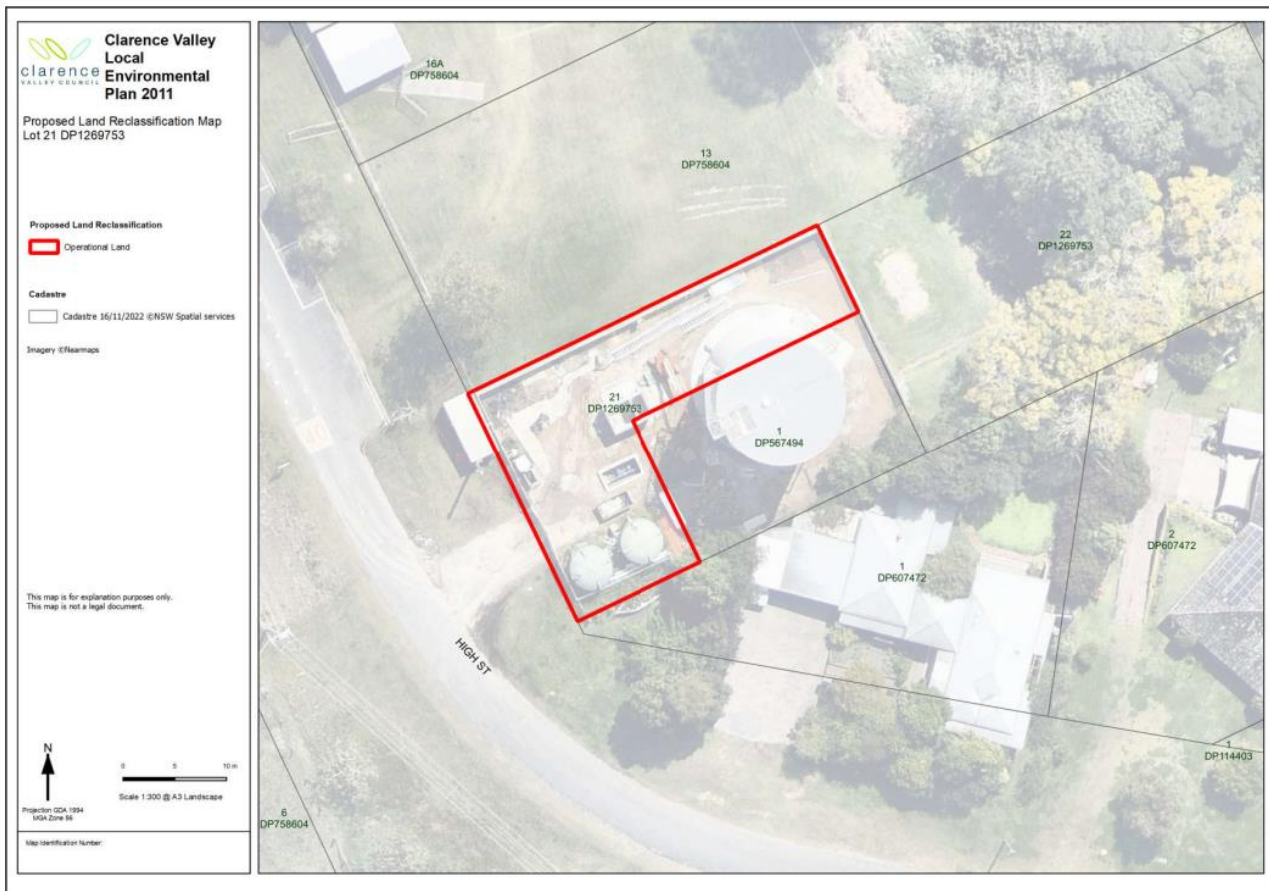 clarence
VALLEY COUNCIL
Clarence Valley
Local
Environmental
Plan 2011
Proposed Land Reclassification Map
Lot 21 DP1269753
Proposed Land Reclassification
Operational Land
Cadastre
Cadastre 16/11/2022 ©NSW Spatial services
Imagery ©Nearmaps
This map is for explanation purposes only.
This map is not a legal document.
N
0 5 10 m
Scale 1:300 @ A3 Landscape
Projection GDA 1994
MGA Zone 56
Map Identification Number:
16A
DP758604
13
DP758604
22
DP1269753
21
DP1269753
1
DP567494
2
DP607472
1
DP607472
HIGH ST
1
DP114403
6
DP758604
40